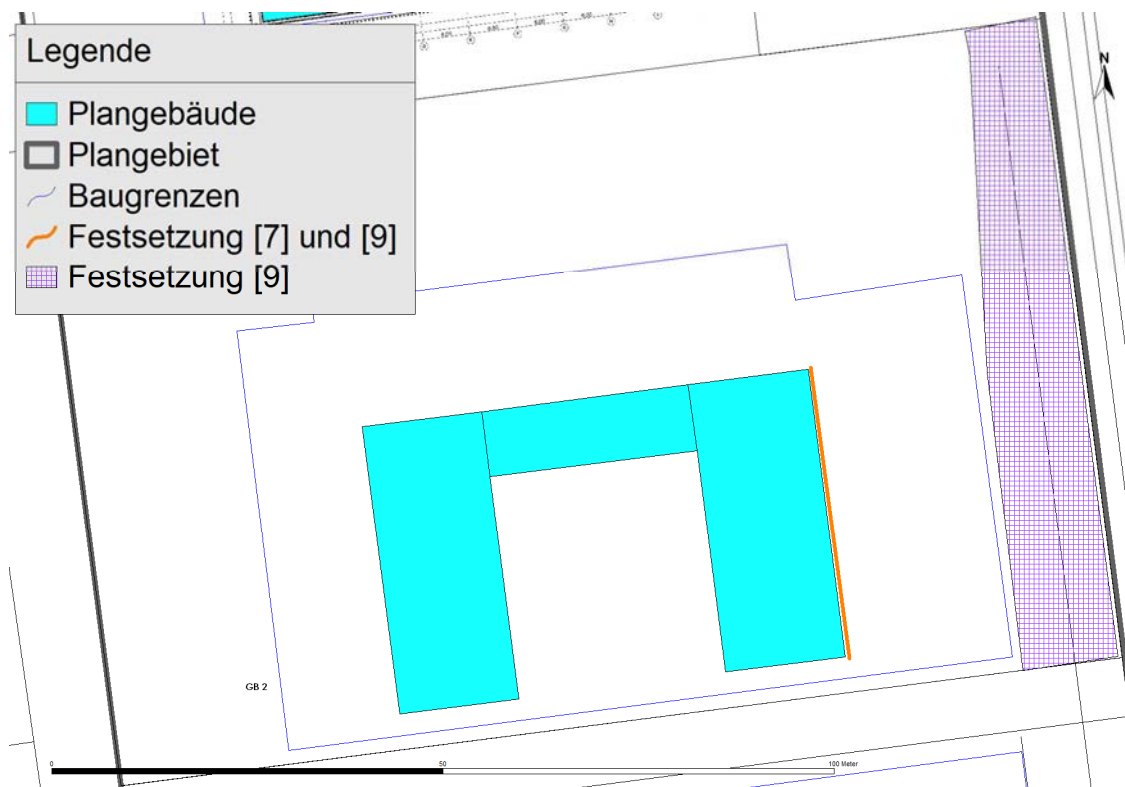 Legende
Plangebäude
Plangebiet
Baugrenzen
Festsetzung [7] und [9]
Festsetzung [9]
N
GB 2
0 50 100 Meter